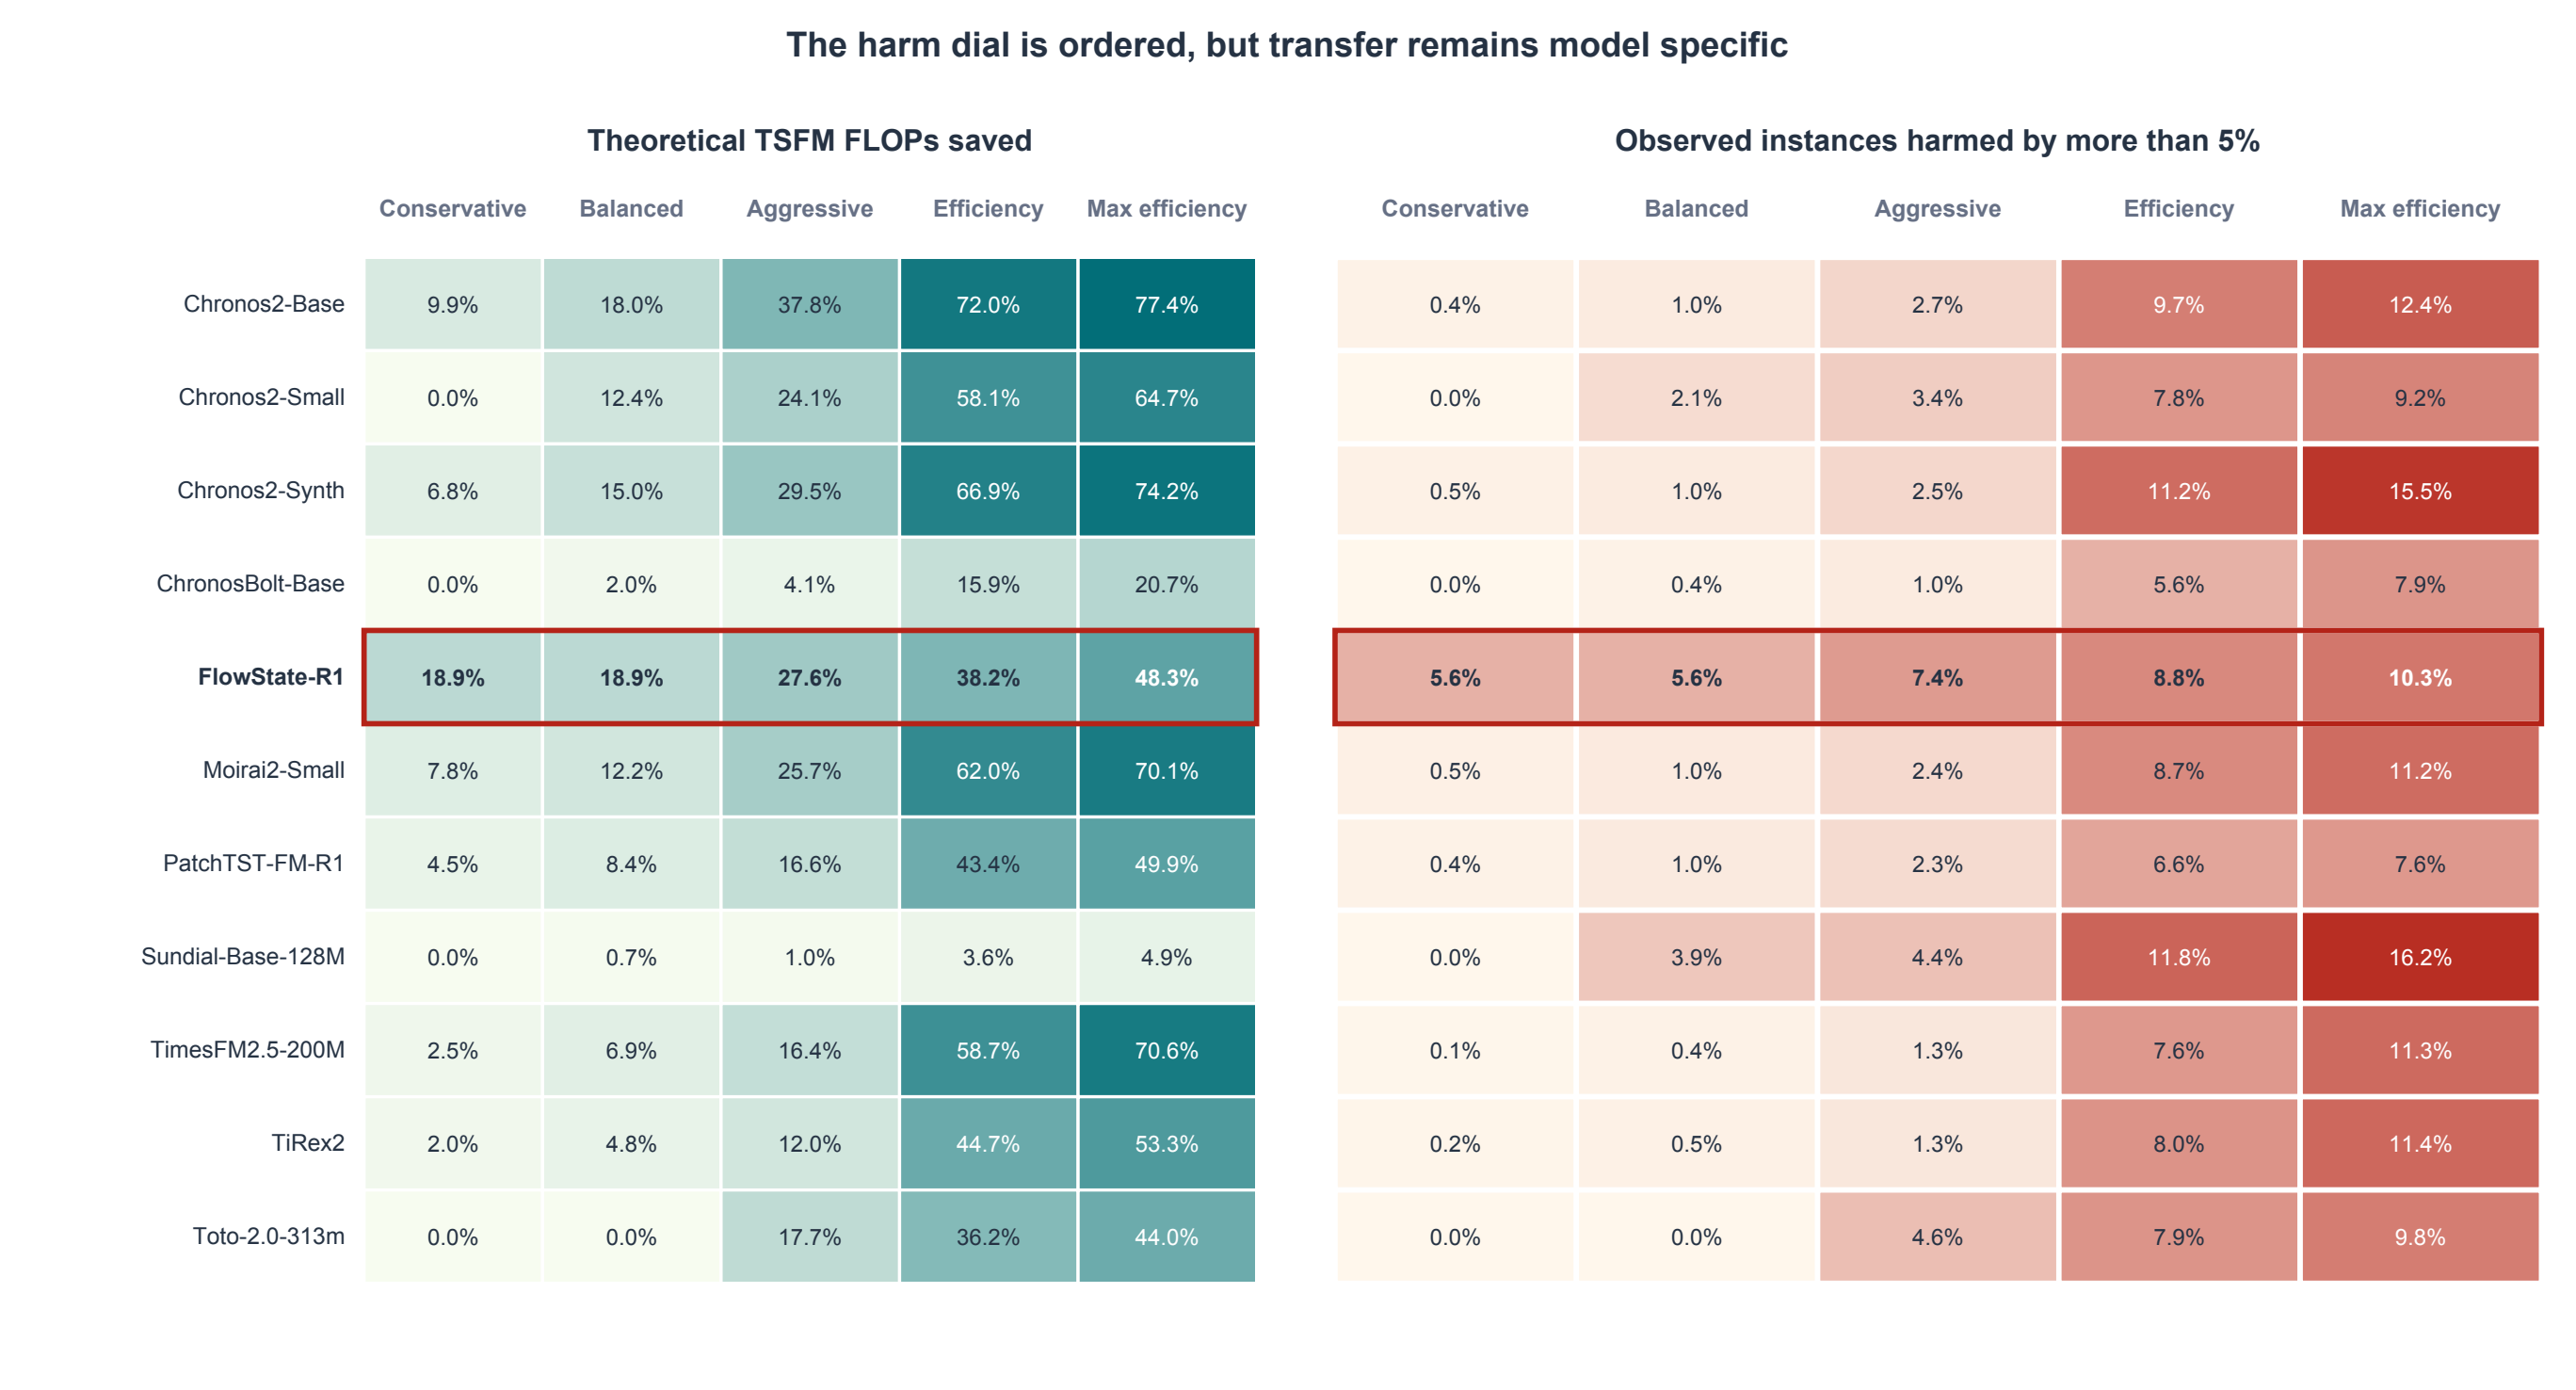 The harm dial is ordered, but transfer remains model specific
Theoretical TSFM FLOPs saved
Observed instances harmed by more than 5%
Conservative Balanced Aggressive Efficiency Max efficiency Conservative Balanced Aggressive Efficiency Max efficiency
Chronos2-Base 9.9% 18.0% 37.8% 72.0% 77.4% 0.4% 1.0% 2.7% 9.7% 12.4%
Chronos2-Small 0.0% 12.4% 24.1% 58.1% 64.7% 0.0% 2.1% 3.4% 7.8% 9.2%
Chronos2-Synth 6.8% 15.0% 29.5% 66.9% 74.2% 0.5% 1.0% 2.5% 11.2% 15.5%
ChronosBolt-Base 0.0% 2.0% 4.1% 15.9% 20.7% 0.0% 0.4% 1.0% 5.6% 7.9%
FlowState-R1 18.9% 18.9% 27.6% 38.2% 48.3% 5.6% 5.6% 7.4% 8.8% 10.3%
Moirai2-Small 7.8% 12.2% 25.7% 62.0% 70.1% 0.5% 1.0% 2.4% 8.7% 11.2%
PatchTST-FM-R1 4.5% 8.4% 16.6% 43.4% 49.9% 0.4% 1.0% 2.3% 6.6% 7.6%
Sundial-Base-128M 0.0% 0.7% 1.0% 3.6% 4.9% 0.0% 3.9% 4.4% 11.8% 16.2%
TimesFM2.5-200M 2.5% 6.9% 16.4% 58.7% 70.6% 0.1% 0.4% 1.3% 7.6% 11.3%
TiRex2 2.0% 4.8% 12.0% 44.7% 53.3% 0.2% 0.5% 1.3% 8.0% 11.4%
Toto-2.0-313m 0.0% 0.0% 17.7% 36.2% 44.0% 0.0% 0.0% 4.6% 7.9% 9.8%